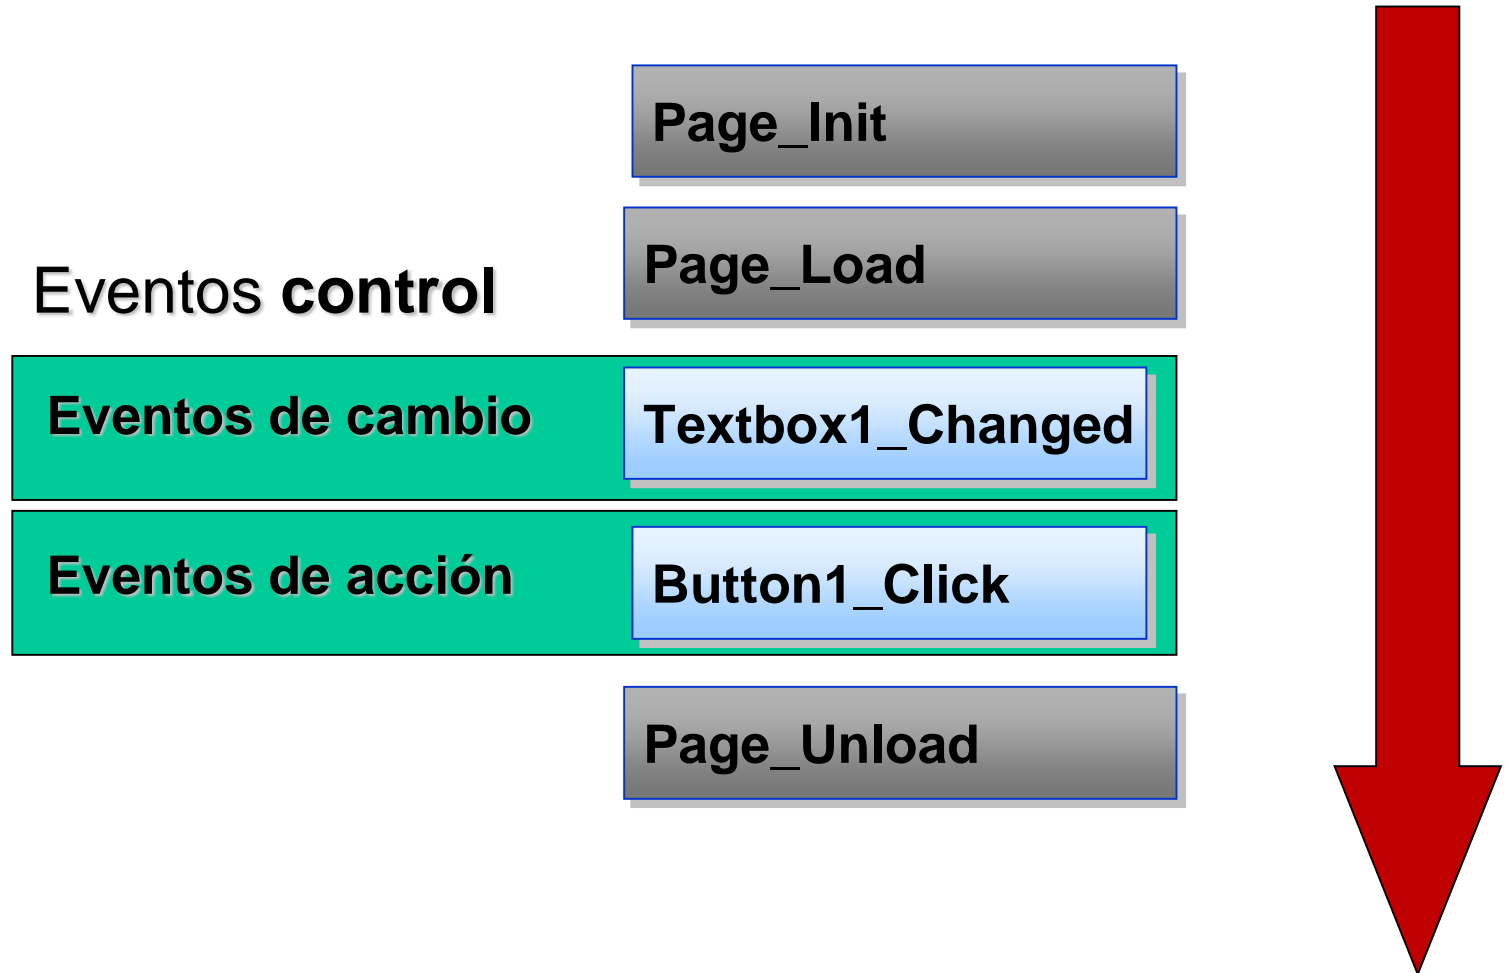 Page_Init
Page_Load
Eventos control
Eventos de cambio
Textbox1_Changed
Eventos de acción
Button1_Click
Page_Unload